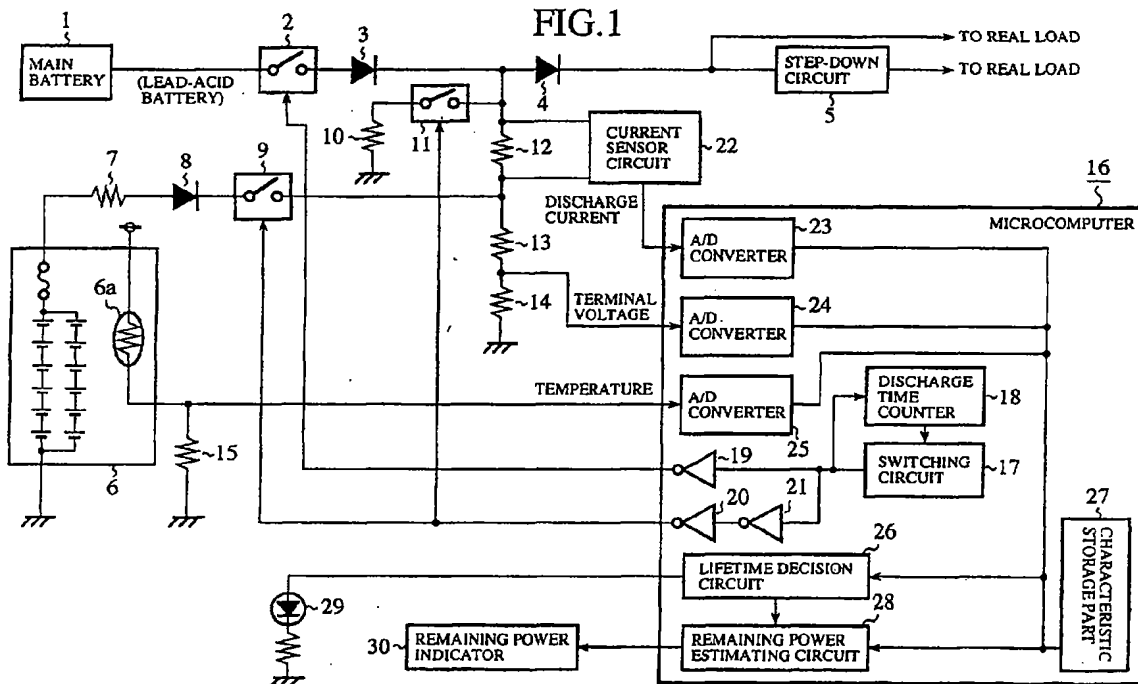 FIG.1
1
MAIN
BATTERY
(LEAD-ACID
BATTERY)
2
3
4
TO REAL LOAD
STEP-DOWN
CIRCUIT
5
TO REAL LOAD
10
11
12
CURRENT
SENSOR
CIRCUIT
22
7
8
9
DISCHARGE
CURRENT
16
MICROCOMPUTER
13
23
A/D
CONVERTER
6a
14
TERMINAL
VOLTAGE
24
A/D
CONVERTER
TEMPERATURE
A/D
CONVERTER
25
DISCHARGE
TIME
COUNTER
18
6
15
19
SWITCHING
CIRCUIT
17
20
21
27
CHARACTERISTIC
STORAGE PART
26
LIFETIME DECISION
CIRCUIT
29
28
30
REMAINING POWER
INDICATOR
REMAINING POWER
ESTIMATING CIRCUIT